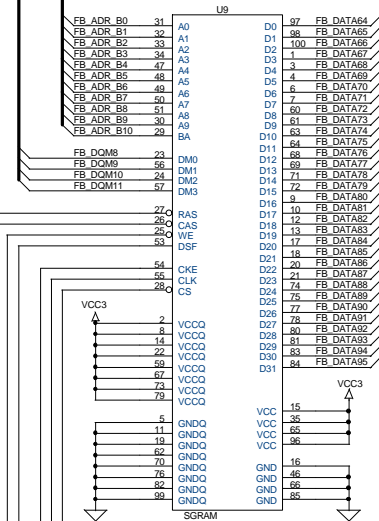 U9
FB_ADR_B0 31 A0 D0 97 FB_DATA64
FB_ADR_B1 32 A1 D1 98 FB_DATA65
FB_ADR_B2 33 A2 D2 100 FB_DATA66
FB_ADR_B3 34 A3 D3 1 FB_DATA67
FB_ADR_B4 47 A4 D4 3 FB_DATA68
FB_ADR_B5 48 A5 D5 4 FB_DATA69
FB_ADR_B6 49 A6 D6 6 FB_DATA70
FB_ADR_B7 50 A7 D7 7 FB_DATA71
FB_ADR_B8 51 A8 D8 60 FB_DATA72
FB_ADR_B9 30 A9 D9 61 FB_DATA73
FB_ADR_B10 29 BA D10 63 FB_DATA74
D11 64 FB_DATA75
FB_DQM8 23 DM0 D12 68 FB_DATA76
FB_DQM9 56 DM1 D13 69 FB_DATA77
FB_DQM10 24 DM2 D14 71 FB_DATA78
FB_DQM11 57 DM3 D15 72 FB_DATA79
D16 9 FB_DATA80
27 RAS D17 10 FB_DATA81
26 CAS D18 12 FB_DATA82
25 WE D19 13 FB_DATA83
53 DSF D20 17 FB_DATA84
D21 18 FB_DATA85
54 CKE D22 20 FB_DATA86
55 CLK D23 21 FB_DATA87
28 CS D24 74 FB_DATA88
D25 75 FB_DATA89
VCC3 D26 77 FB_DATA90
2 VCCQ D27 78 FB_DATA91
8 VCCQ D28 80 FB_DATA92
14 VCCQ D29 81 FB_DATA93
22 VCCQ D30 83 FB_DATA94
59 VCCQ D31 84 FB_DATA95
67 VCCQ
73 VCCQ VCC3
79 VCCQ
VCC 15
5 GNDQ VCC 35
11 GNDQ VCC 65
19 GNDQ VCC 96
62 GNDQ
70 GNDQ GND 16
76 GNDQ GND 46
82 GNDQ GND 66
99 GNDQ GND 85
SGRAM